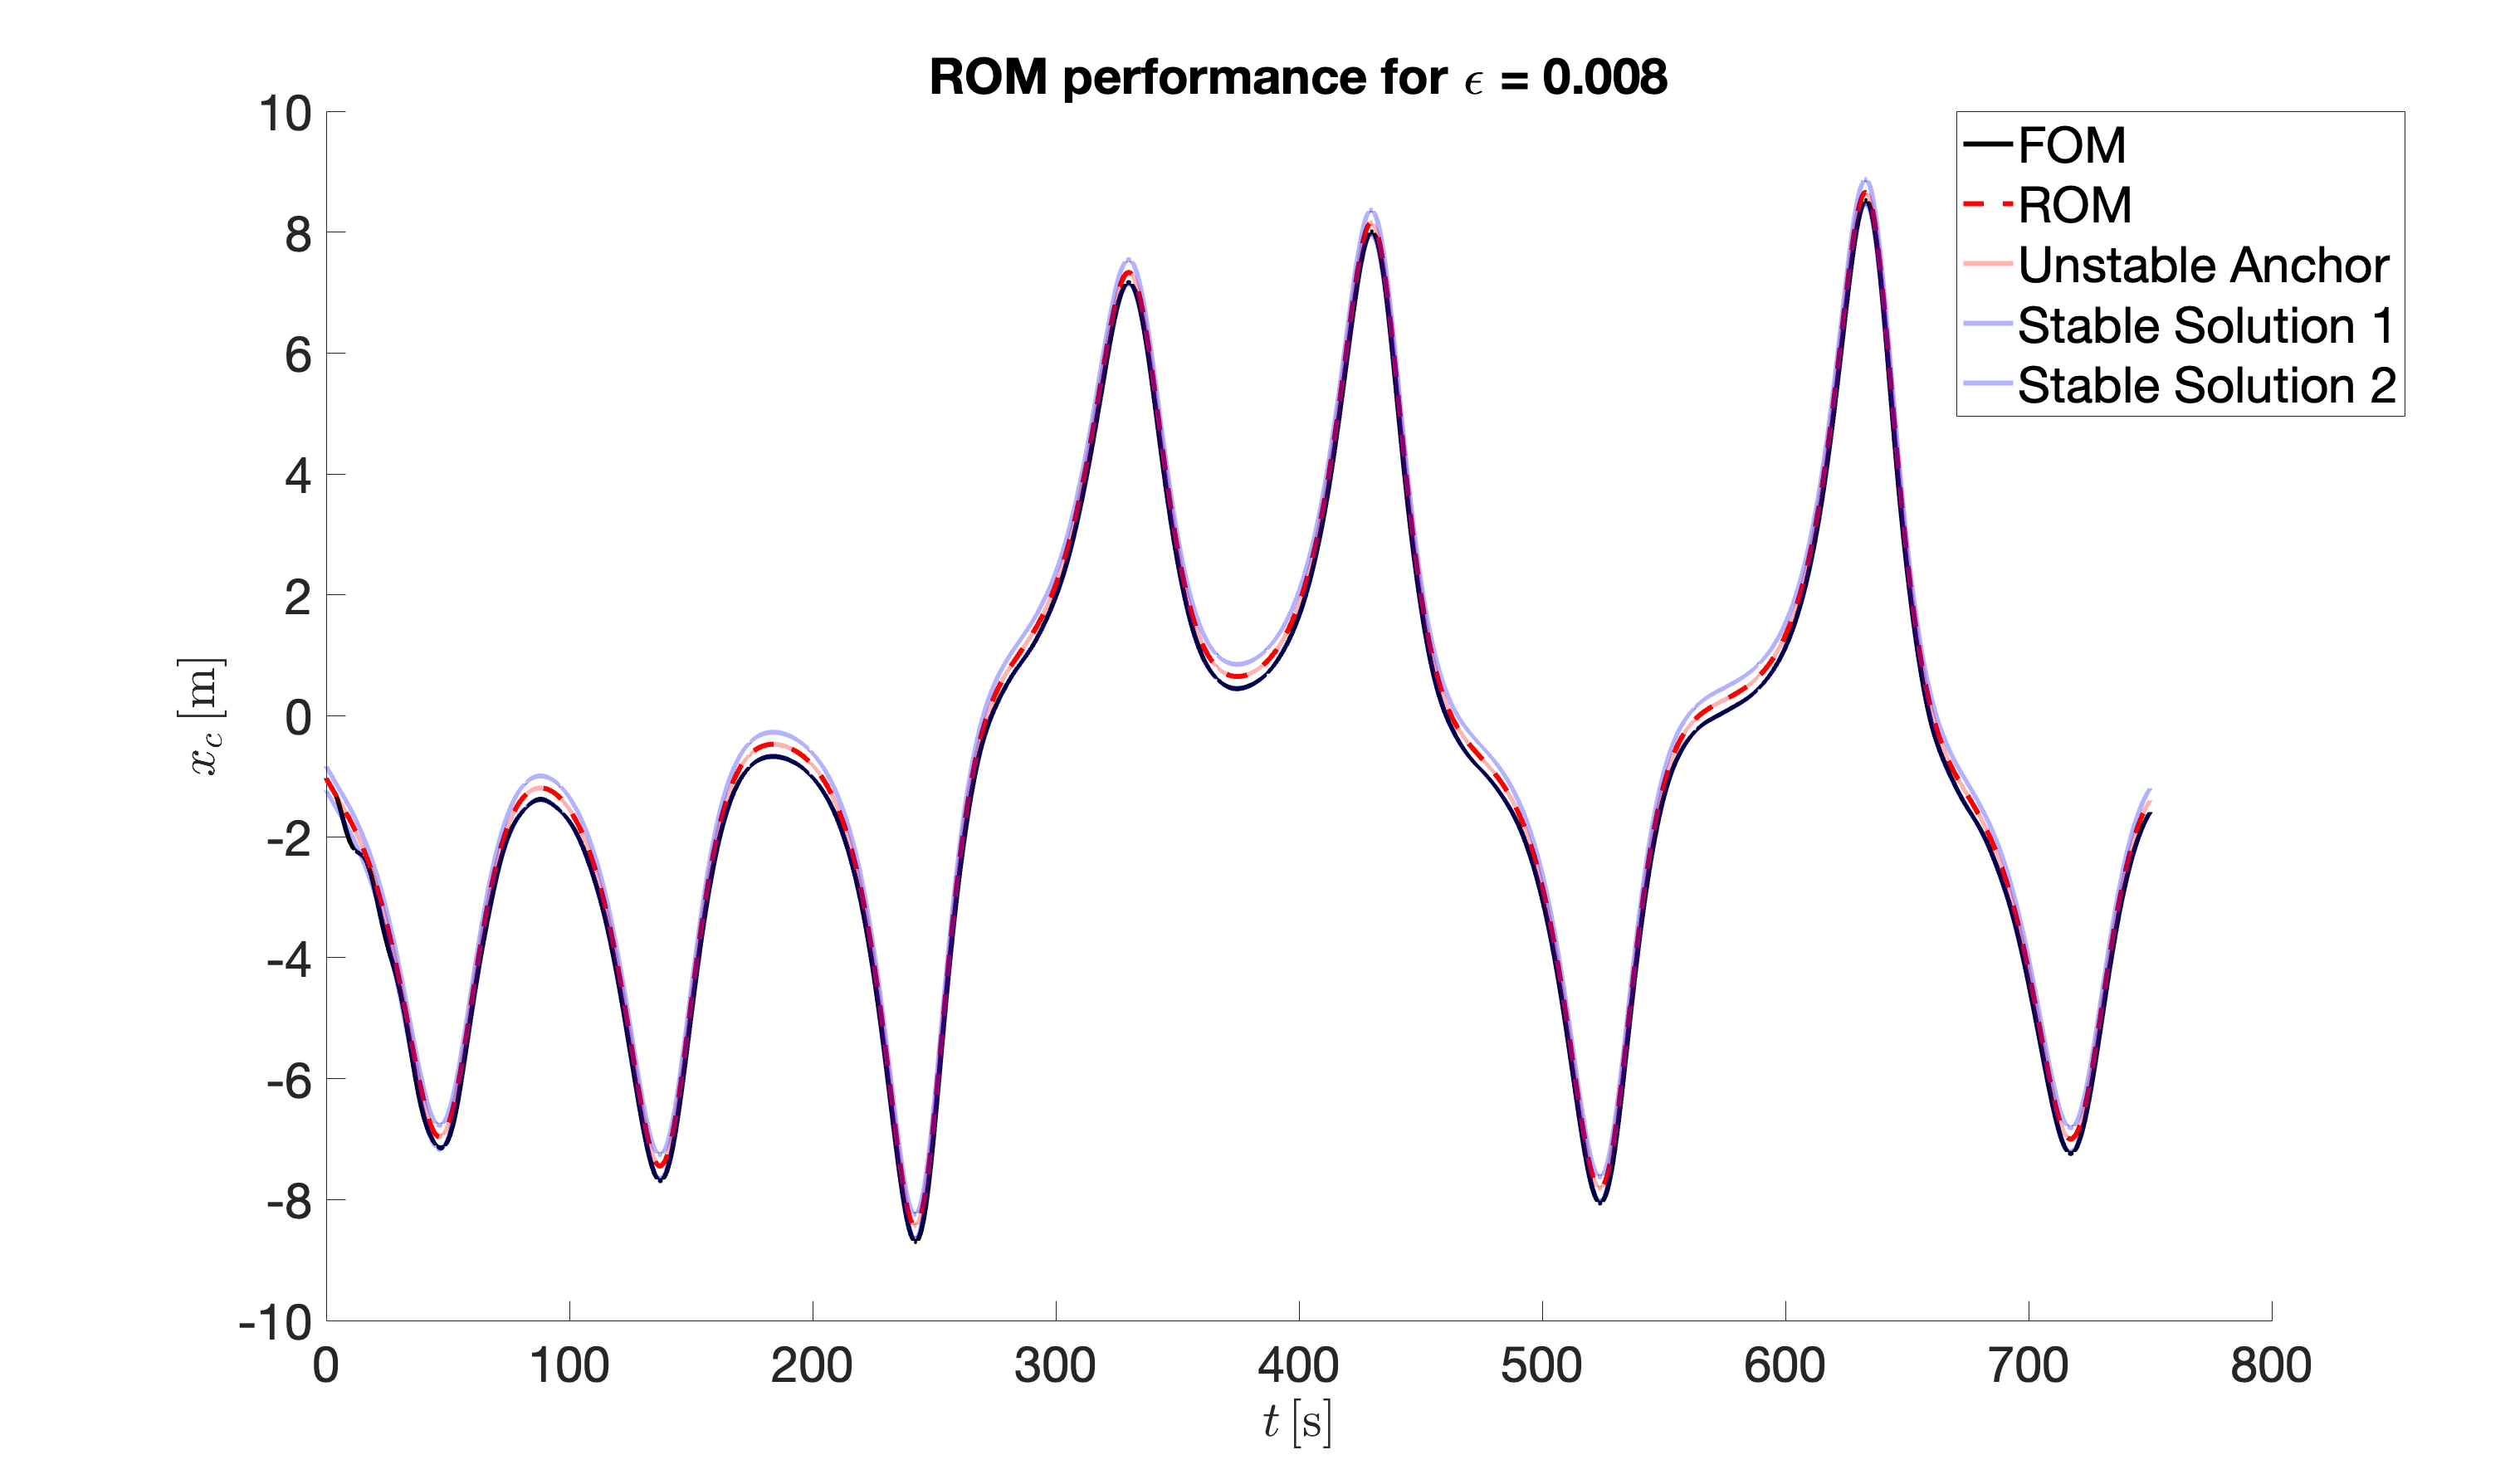 ROM performance for ϵ = 0.008
10
8
6
4
2
0
-2
-4
-6
-8
-10
x_c [m]
0 100 200 300 400 500 600 700 800
t [s]
FOM
ROM
Unstable Anchor
Stable Solution 1
Stable Solution 2